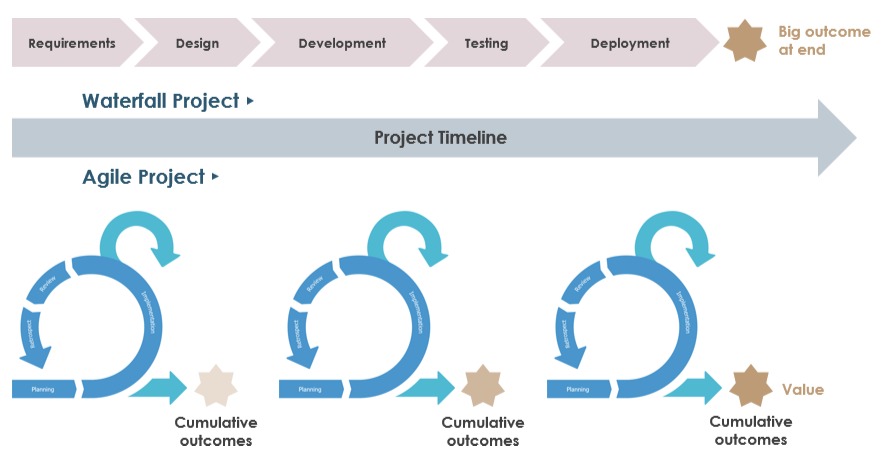 Requirements
Design
Development
Testing
Deployment
Big outcome
at end
Waterfall Project
Project Timeline
Agile Project
Review
Implementation
Retrospect
Planning
Cumulative
outcomes
Review
Implementation
Retrospect
Planning
Cumulative
outcomes
Review
Implementation
Retrospect
Planning
Value
Cumulative
outcomes